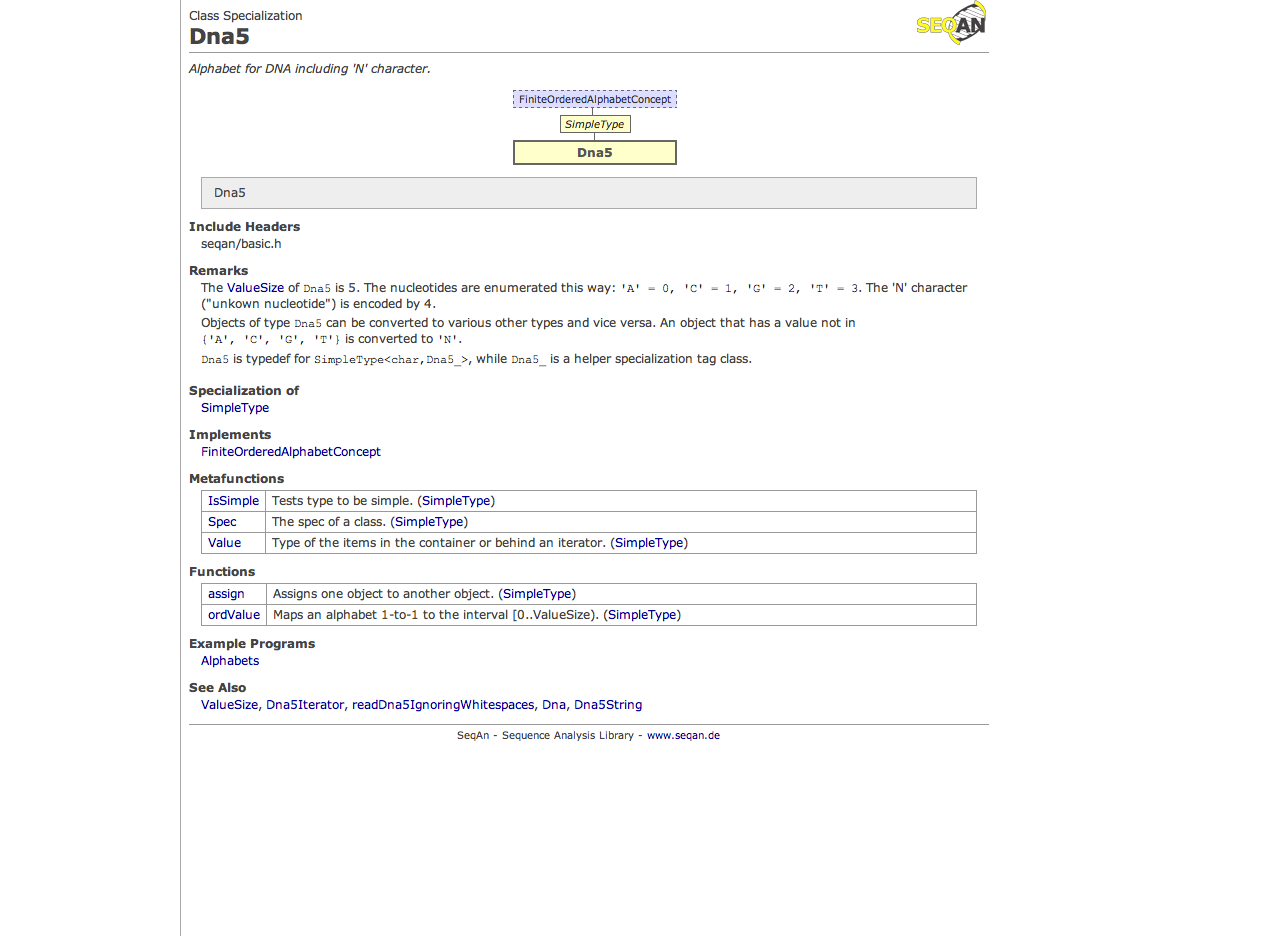 Class Specialization
Dna5
SEQAN
Alphabet for DNA including 'N' character.
FiniteOrderedAlphabetConcept
SimpleType
Dna5
Dna5
Include Headers
seqan/basic.h
Remarks
The ValueSize of Dna5 is 5. The nucleotides are enumerated this way: 'A' = 0, 'C' = 1, 'G' = 2, 'T' = 3. The 'N' character
("unkown nucleotide") is encoded by 4.
Objects of type Dna5 can be converted to various other types and vice versa. An object that has a value not in
{'A', 'C', 'G', 'T'} is converted to 'N'.
Dna5 is typedef for SimpleType<char,Dna5_>, while Dna5_ is a helper specialization tag class.
Specialization of
SimpleType
Implements
FiniteOrderedAlphabetConcept
Metafunctions
IsSimple Tests type to be simple. (SimpleType)
Spec The spec of a class. (SimpleType)
Value Type of the items in the container or behind an iterator. (SimpleType)
Functions
assign Assigns one object to another object. (SimpleType)
ordValue Maps an alphabet 1-to-1 to the interval [0..ValueSize). (SimpleType)
Example Programs
Alphabets
See Also
ValueSize, Dna5Iterator, readDna5IgnoringWhitespaces, Dna, Dna5String
SeqAn - Sequence Analysis Library - www.seqan.de